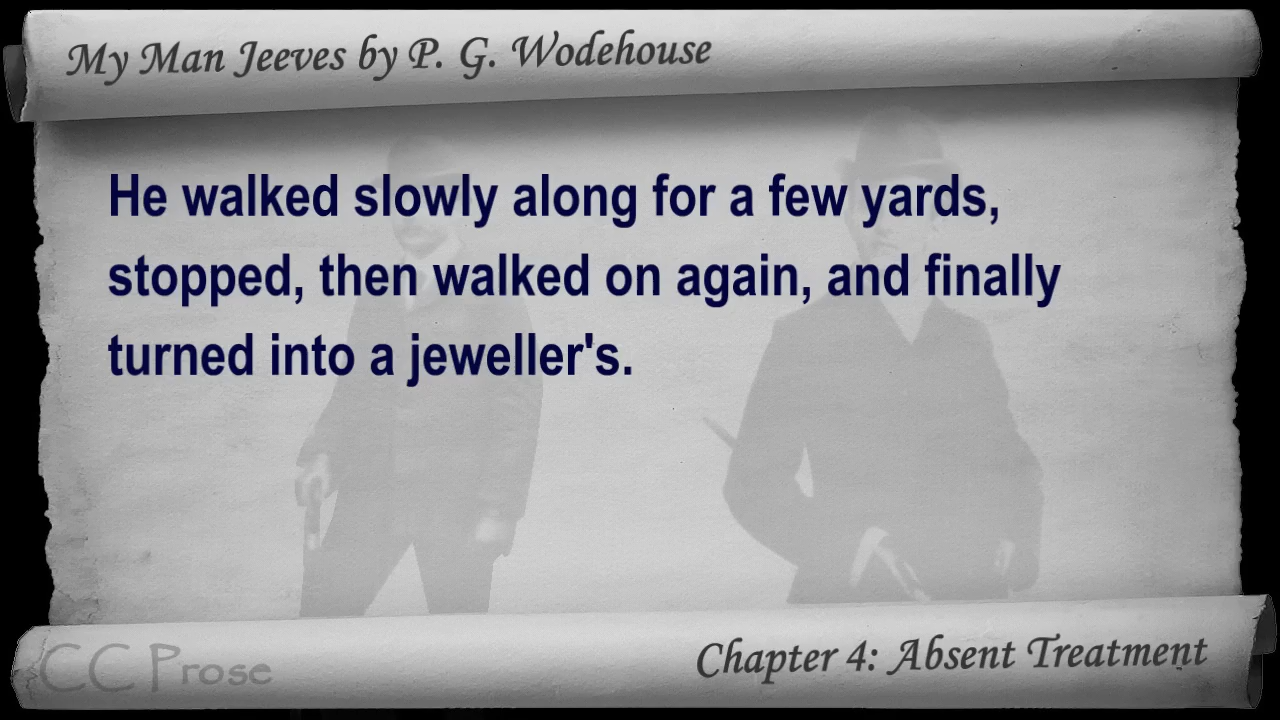 My Man Jeeves by P. G. Wodehouse
He walked slowly along for a few yards,
stopped, then walked on again, and finally
turned into a jeweller's.
CC Prose
Chapter 4: Absent Treatment